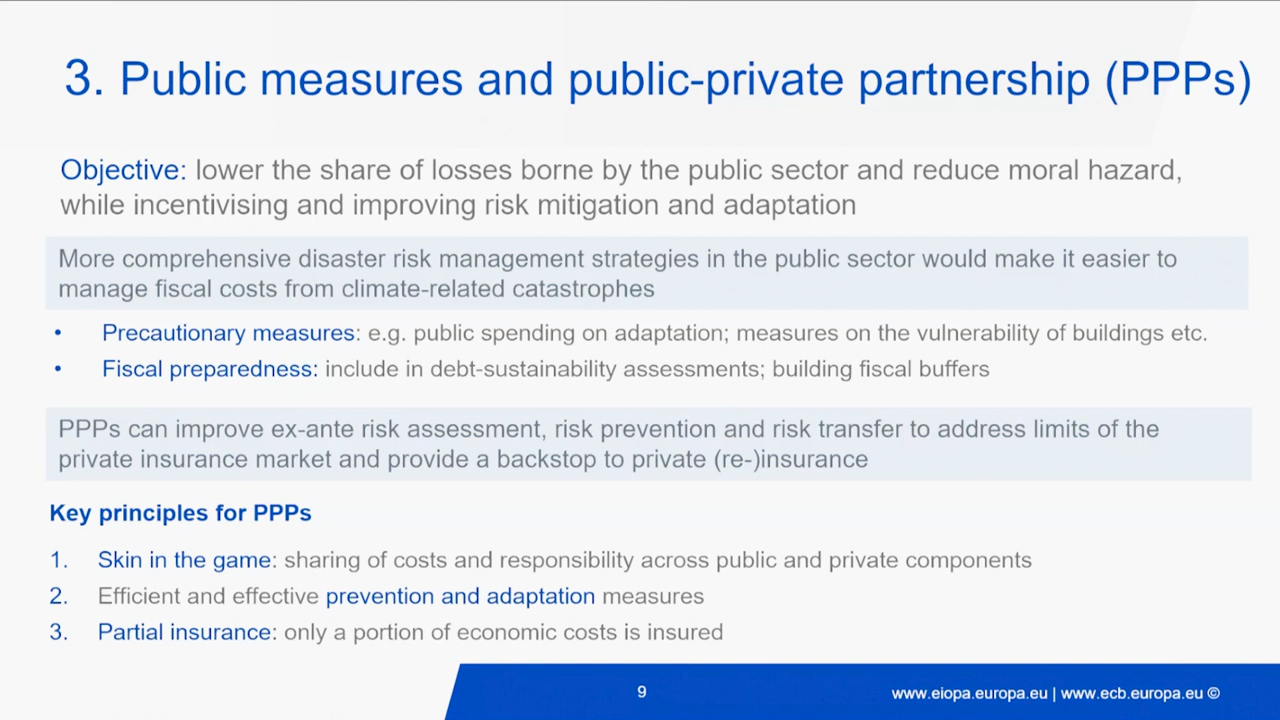 3. Public measures and public-private partnership (PPPs)
Objective: lower the share of losses borne by the public sector and reduce moral hazard,
while incentivising and improving risk mitigation and adaptation
More comprehensive disaster risk management strategies in the public sector would make it easier to
manage fiscal costs from climate-related catastrophes
• Precautionary measures: e.g. public spending on adaptation; measures on the vulnerability of buildings etc.
• Fiscal preparedness: include in debt-sustainability assessments; building fiscal buffers
PPPs can improve ex-ante risk assessment, risk prevention and risk transfer to address limits of the
private insurance market and provide a backstop to private (re-)insurance
Key principles for PPPs
1. Skin in the game: sharing of costs and responsibility across public and private components
2. Efficient and effective prevention and adaptation measures
3. Partial insurance: only a portion of economic costs is insured
9
www.eiopa.europa.eu | www.ecb.europa.eu ©